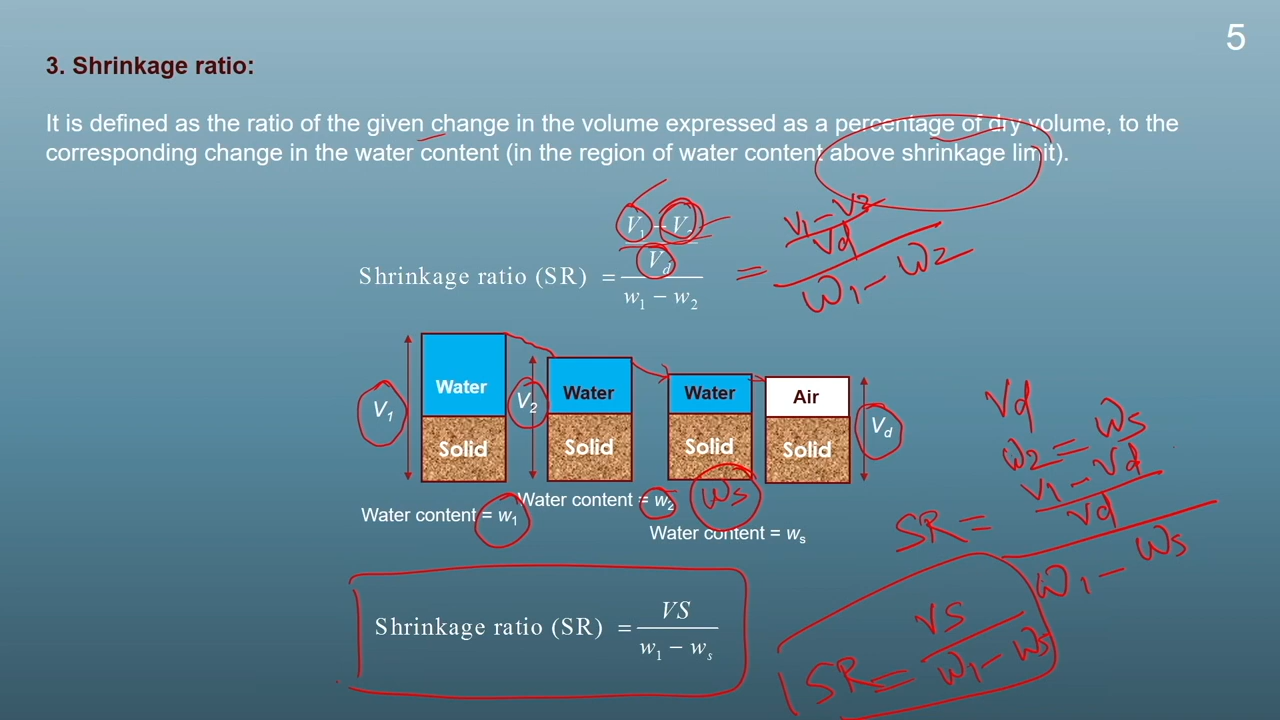 5
3. Shrinkage ratio:
It is defined as the ratio of the given change in the volume expressed as a percentage of dry volume, to the
corresponding change in the water content (in the region of water content above shrinkage limit).
Shrinkage ratio (SR) = ((V₁ − V₂) / V_d) / (w₁ − w₂) = ((V₁ − V₂) / Vd) / (w₁ − w₂)
Water Water Water Air
V₁ V₂ V_d
Solid Solid Solid Solid
Water content = w₁
Water content = w₂
ws
Water content = wₛ
Vd
w₂ = ws
SR = ((V₁ − Vd) / Vd) / (w₁ − ws)
Shrinkage ratio (SR) = VS / (w₁ − wₛ)
SR = VS / (w₁ − ws)